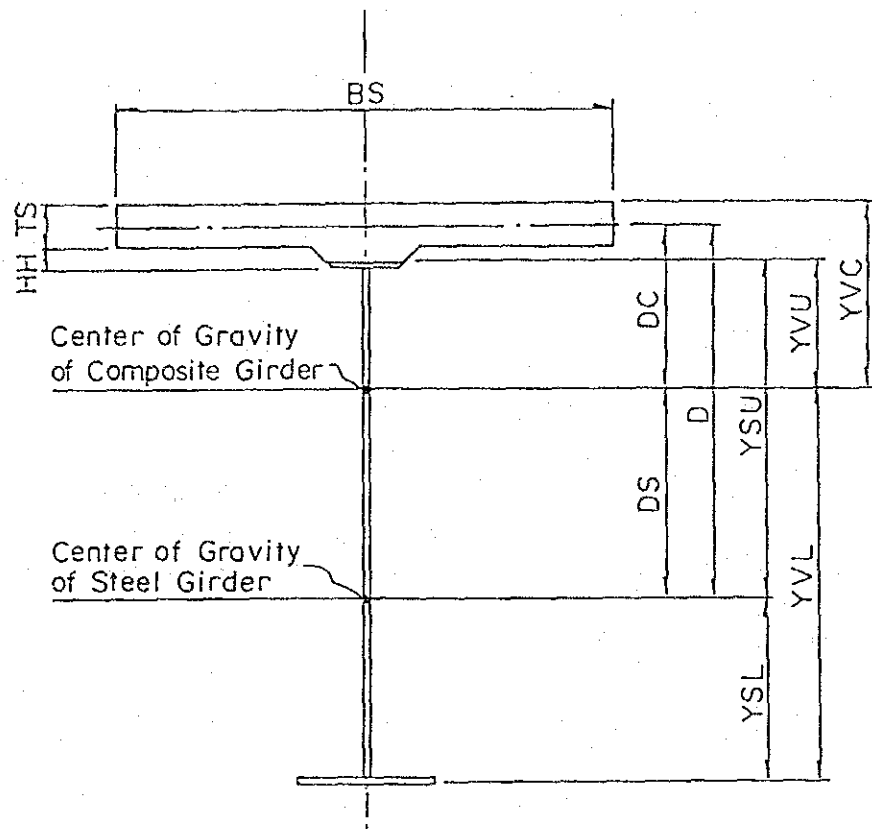 BS
TS
HH
YVC
YVU
DC
Center of Gravity
of Composite Girder
D
YSU
DS
Center of Gravity
of Steel Girder
YVL
YSL